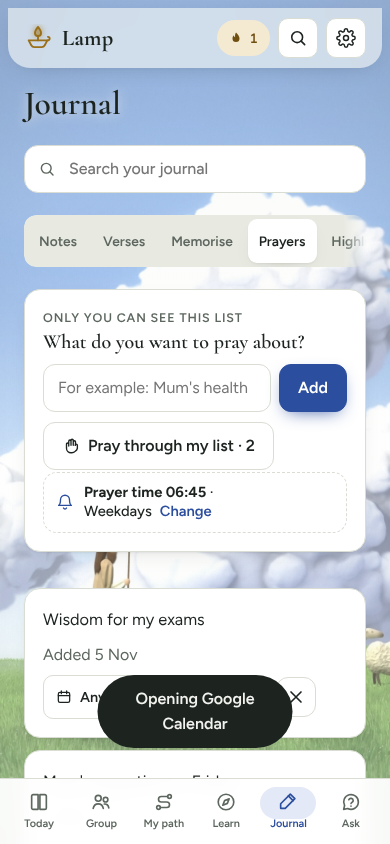 Lamp
1
Journal
Search your journal
Notes Verses Memorise Prayers Highl
ONLY YOU CAN SEE THIS LIST
What do you want to pray about?
For example: Mum's health Add
Pray through my list · 2
Prayer time 06:45 ·
Weekdays Change
Wisdom for my exams
Added 5 Nov
Opening Google
Calendar
Today Group My path Learn Journal Ask